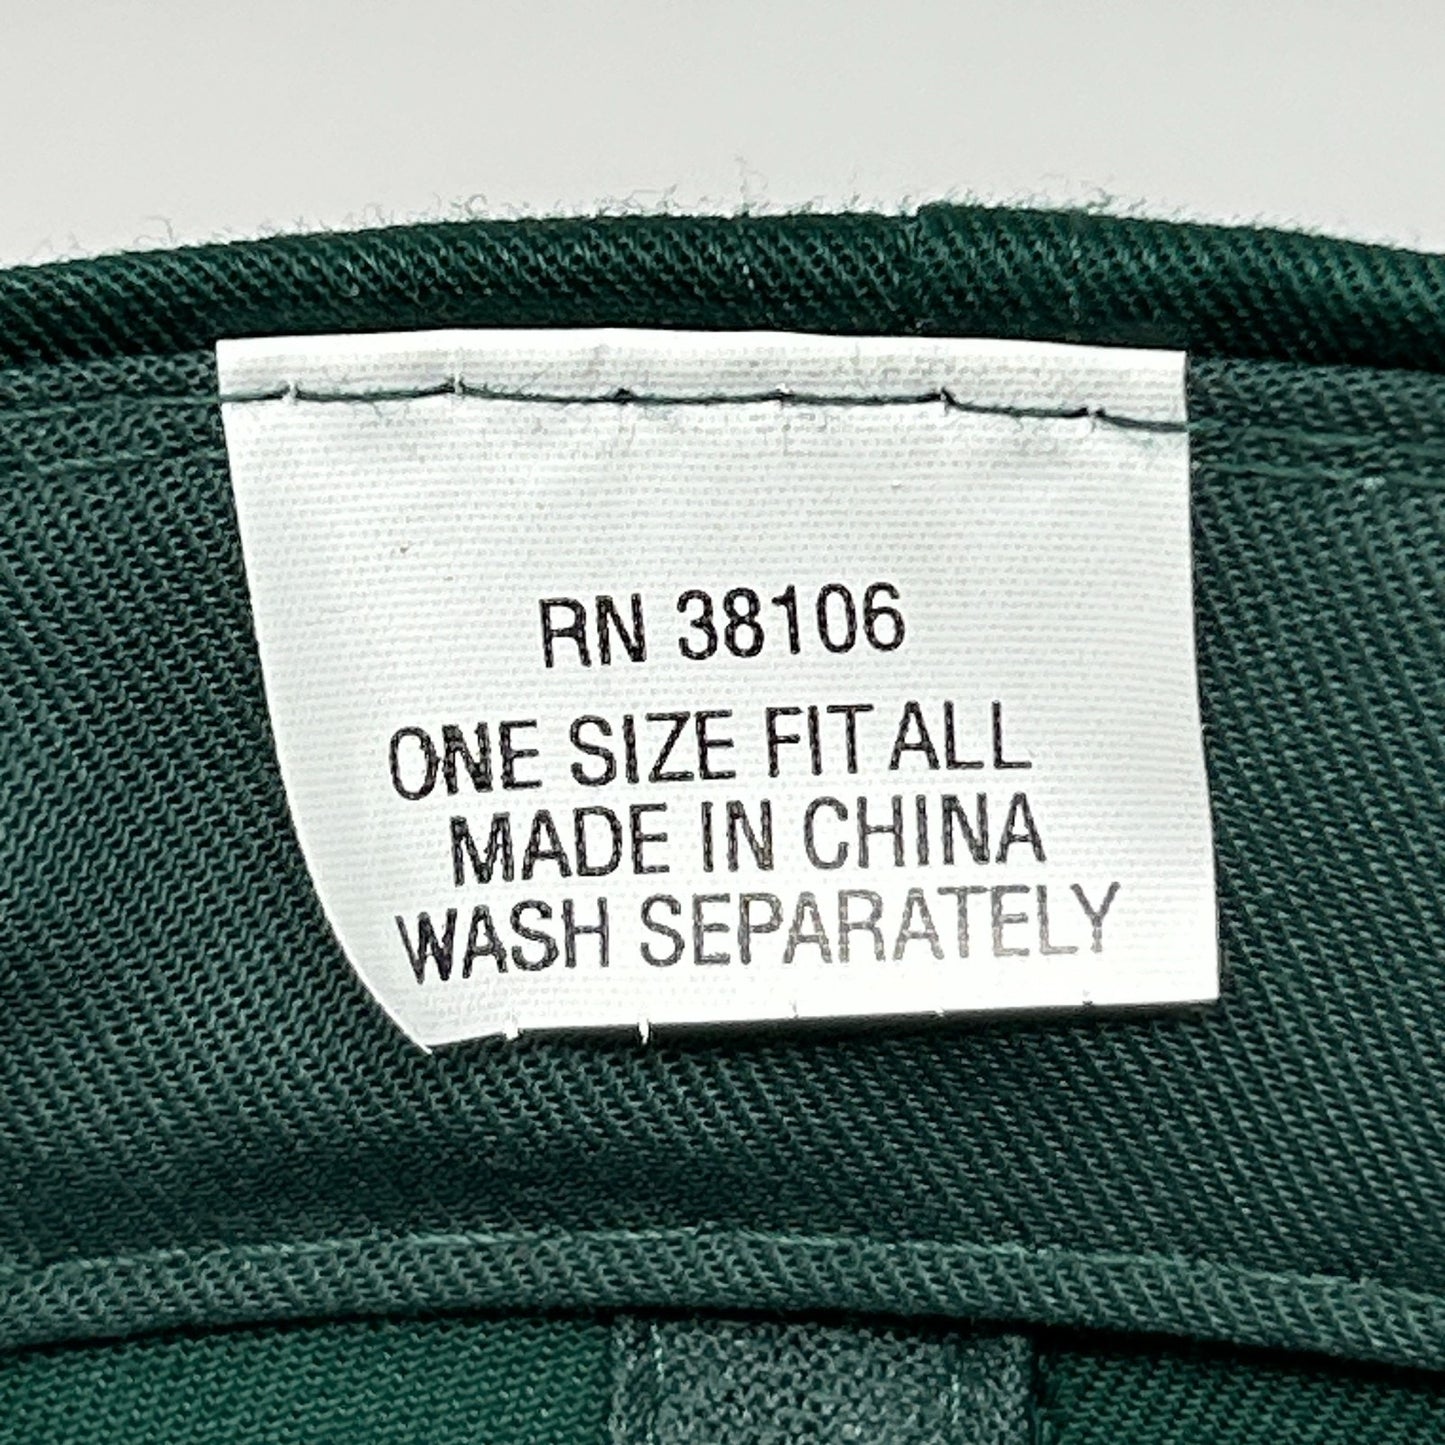 RN 38106
ONE SIZE FIT ALL
MADE IN CHINA
WASH SEPARATELY